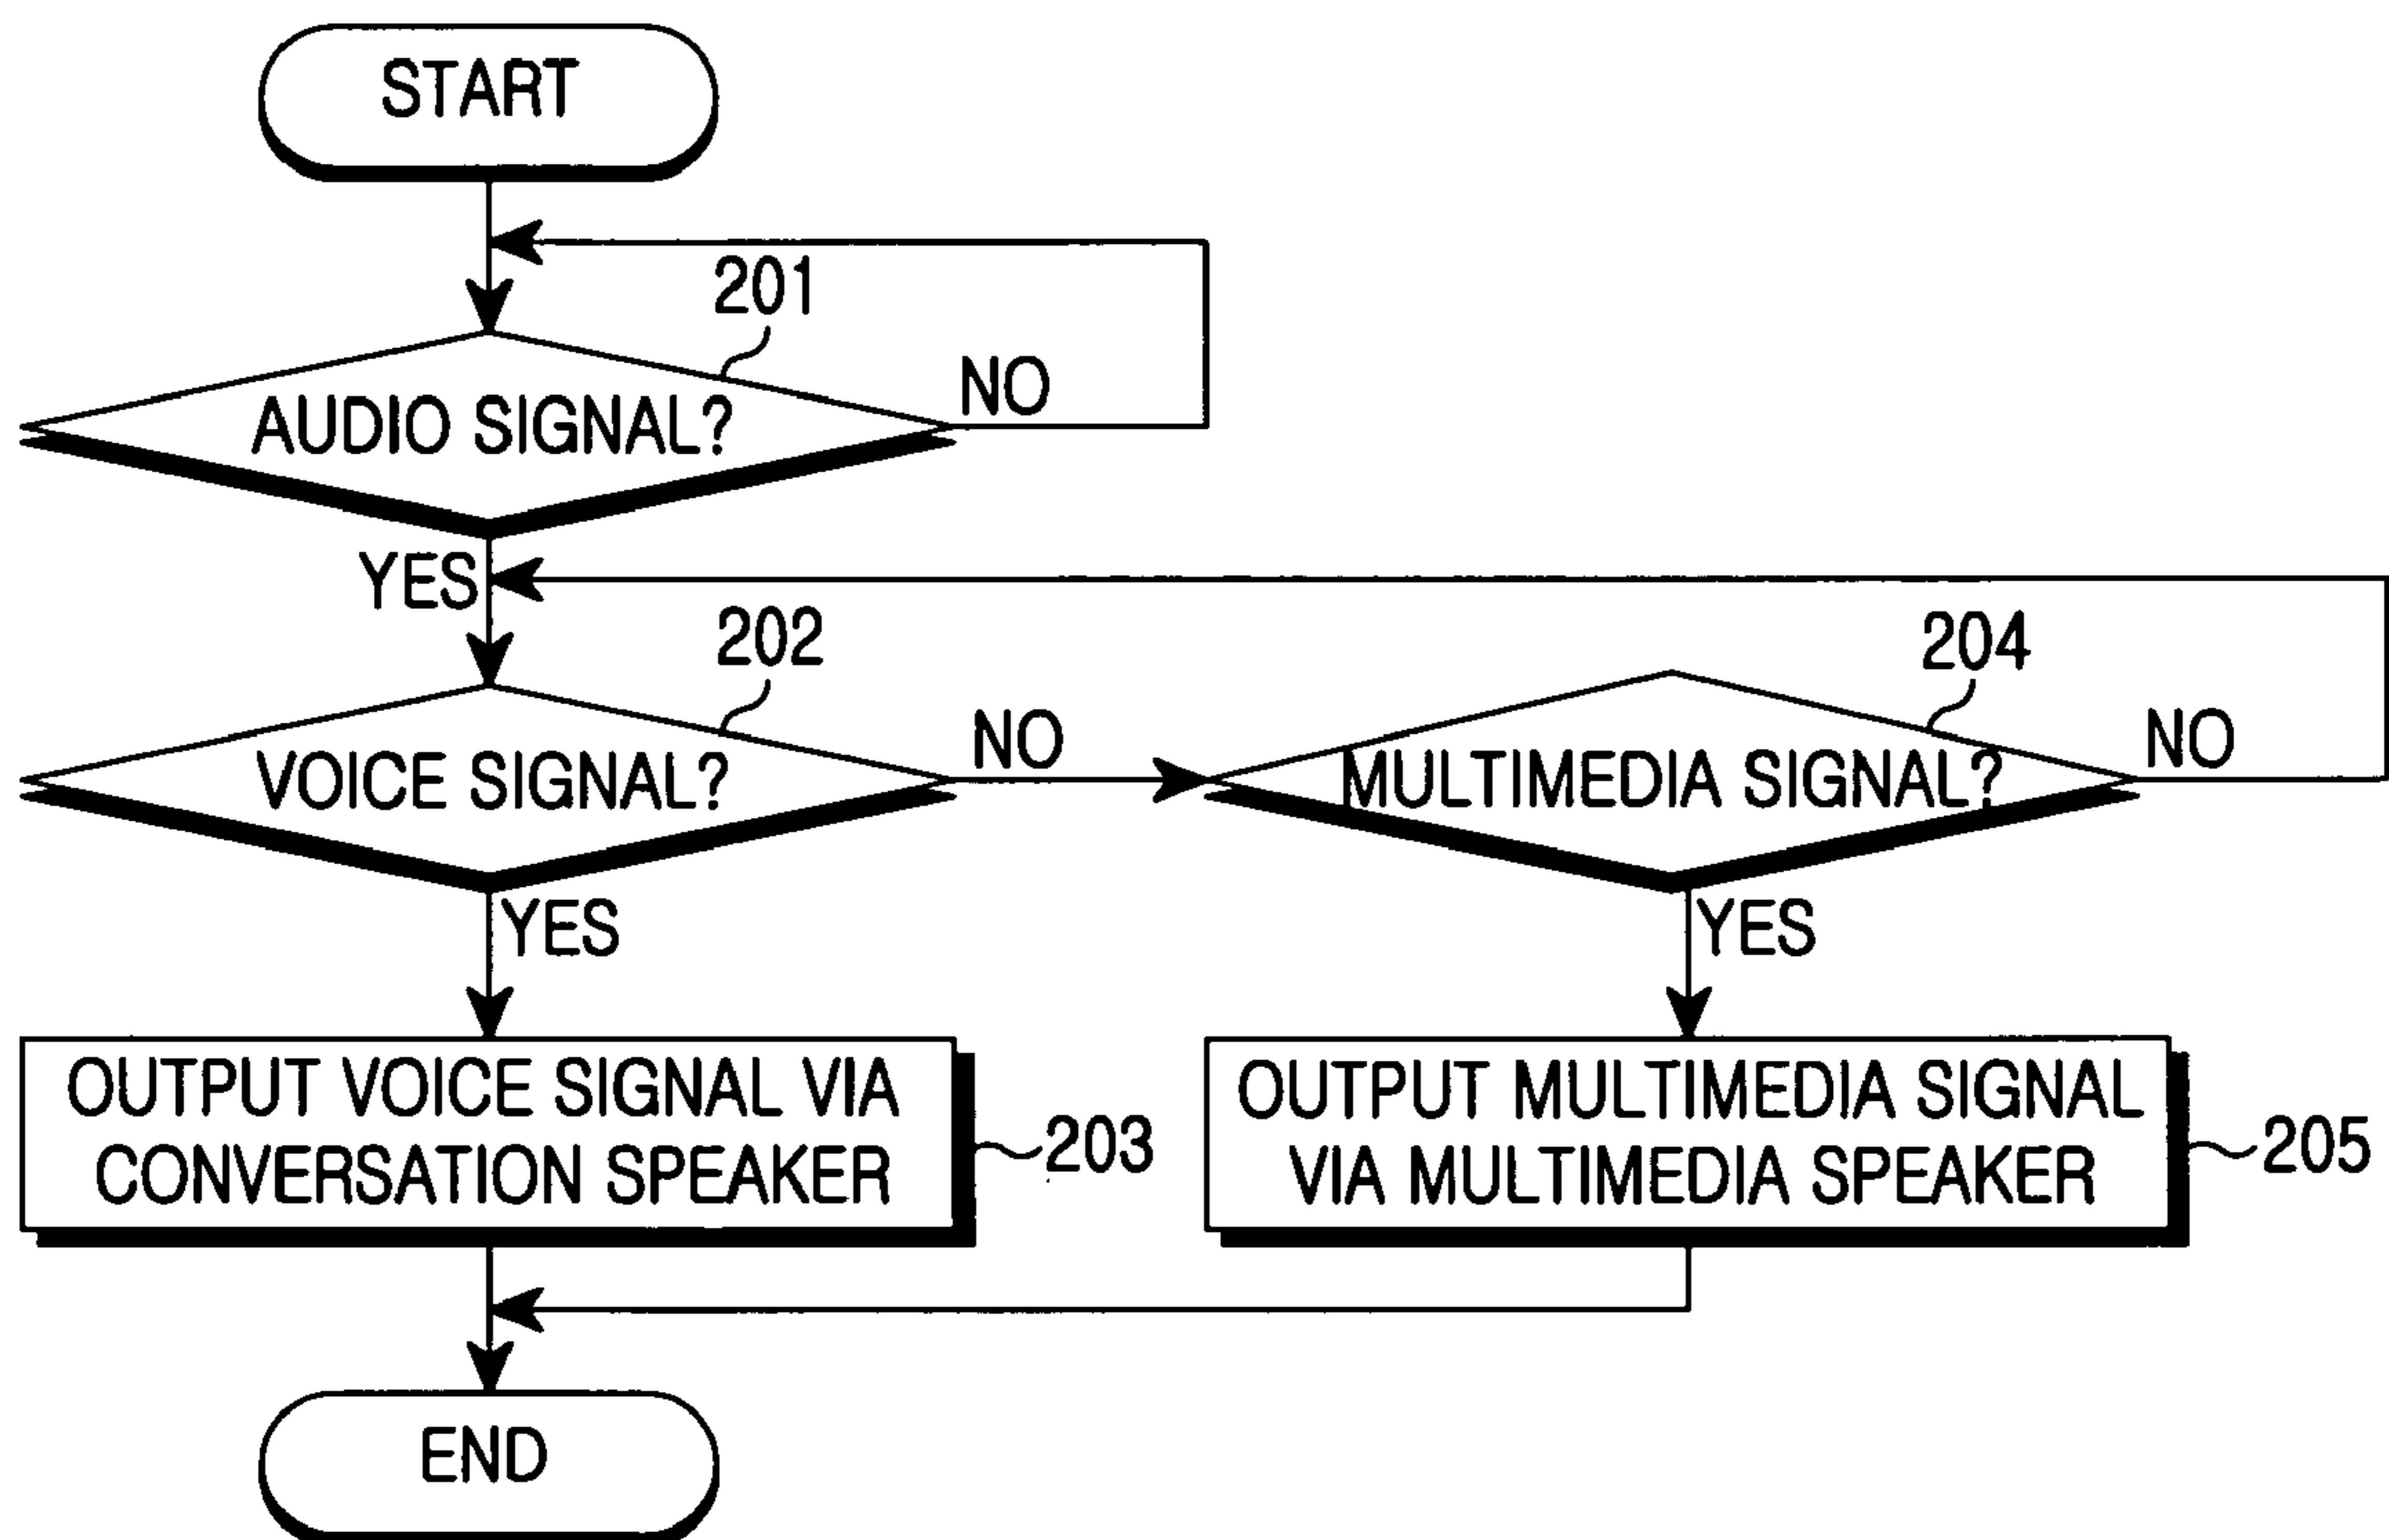 START
201
NO
AUDIO SIGNAL?
YES
202
204
NO
NO
VOICE SIGNAL?
MULTIMEDIA SIGNAL?
YES
YES
OUTPUT VOICE SIGNAL VIA
CONVERSATION SPEAKER
203
OUTPUT MULTIMEDIA SIGNAL
VIA MULTIMEDIA SPEAKER
205
END